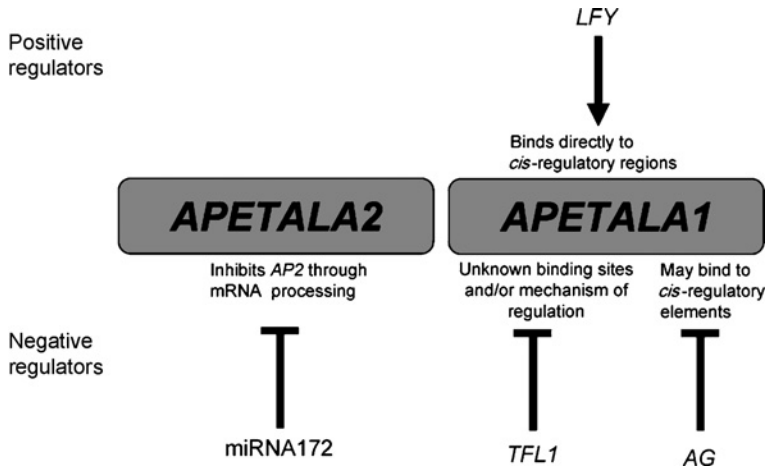 LFY
Positive
regulators
Binds directly to
cis-regulatory regions
APETALA2
APETALA1
Inhibits AP2 through
mRNA processing
Unknown binding sites
and/or mechanism of
regulation
May bind to
cis-regulatory
elements
Negative
regulators
miRNA172
TFL1
AG